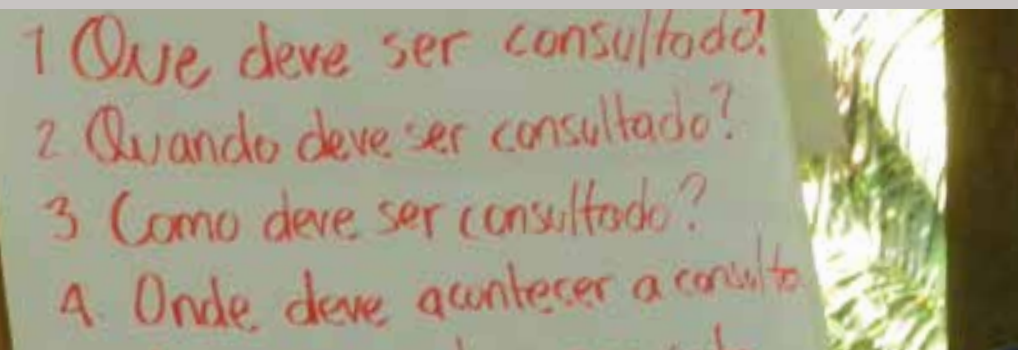 1 Que deve ser consultado?
2 Quando deve ser consultado?
3 Como deve ser consultado?
4. Onde deve acontecer a consulta